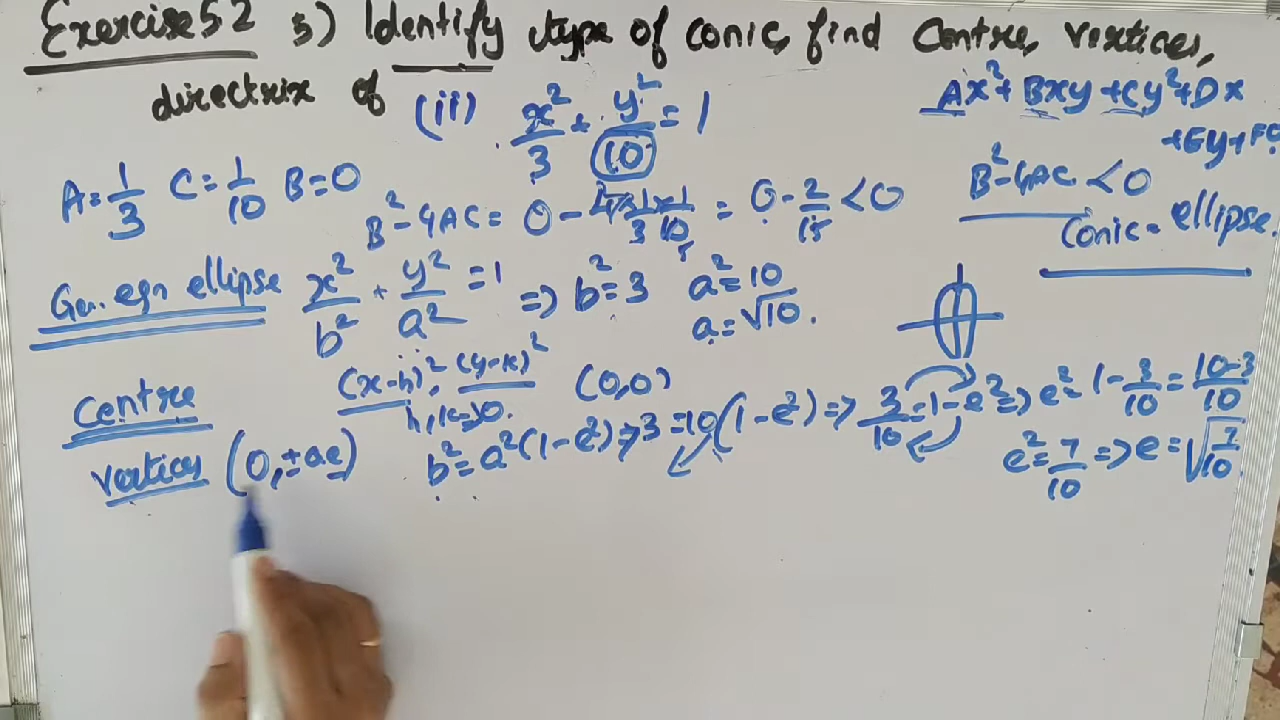 Exercise 5.2 5) Identify type of conic, find Centre, vertices,
directrix of (ii) x²/3 + y²/10 = 1
Ax² + Bxy + Cy² + Dx
+Ey+F=0.
A = 1/3 C = 1/10 B = 0
B² - 4AC < 0
B² - 4AC = 0 - 4×1/3×1/10 = 0 - 2/15 < 0
5
Conic = ellipse.
Gen. eqn ellipse x²/b² + y²/a² = 1 => b² = 3 a² = 10
a = √10.
Centre (x-h)², (y-k)² (0,0)
h,k=>0.
vertices (0, ±ae) b² = a²(1-e²) => 3 = 10(1-e²) => 3/10 = 1-e² => e² = 1 - 3/10 = 10-3/10
e² = 7/10 => e = √7/10.